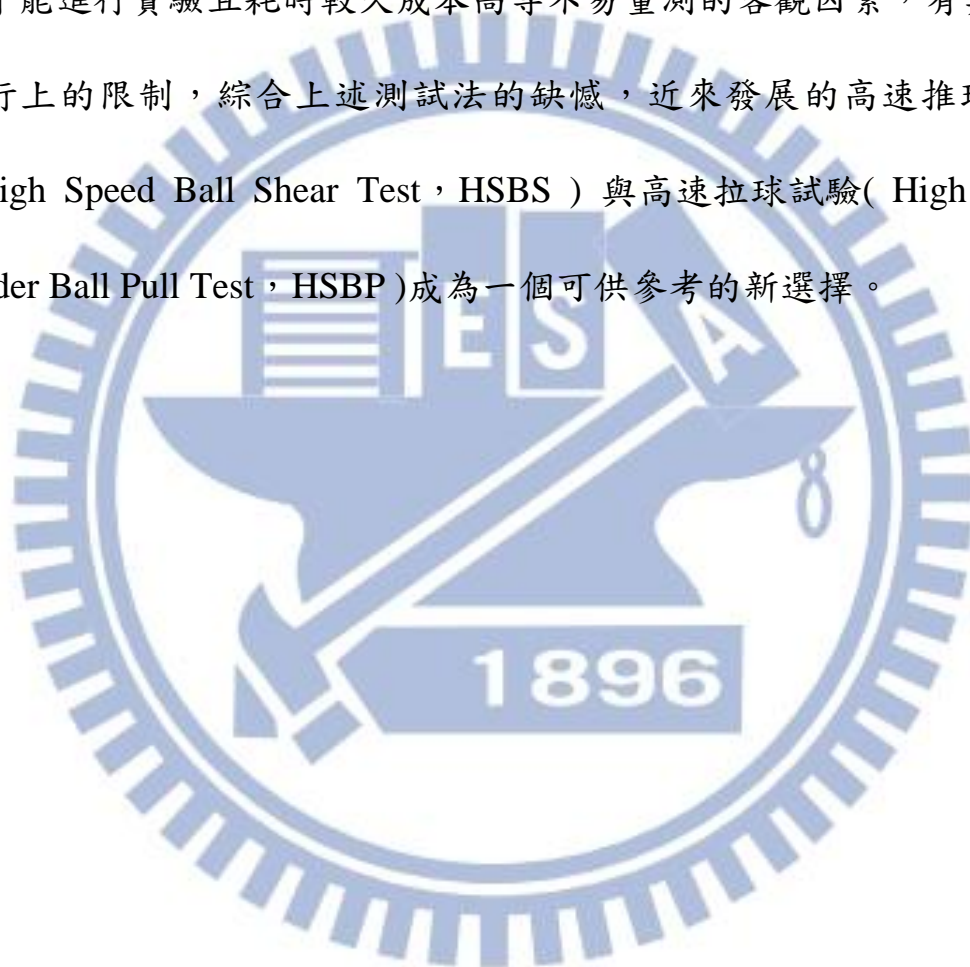 能進行實驗且耗時較久成本高等不易量測的客觀因素,有
行上的限制,綜合上述測試法的缺憾,近來發展的高速推
igh Speed Ball Shear Test,HSBS ) 與高速拉球試驗( High
der Ball Pull Test,HSBP )成為一個可供參考的新選擇。
E S A
1896